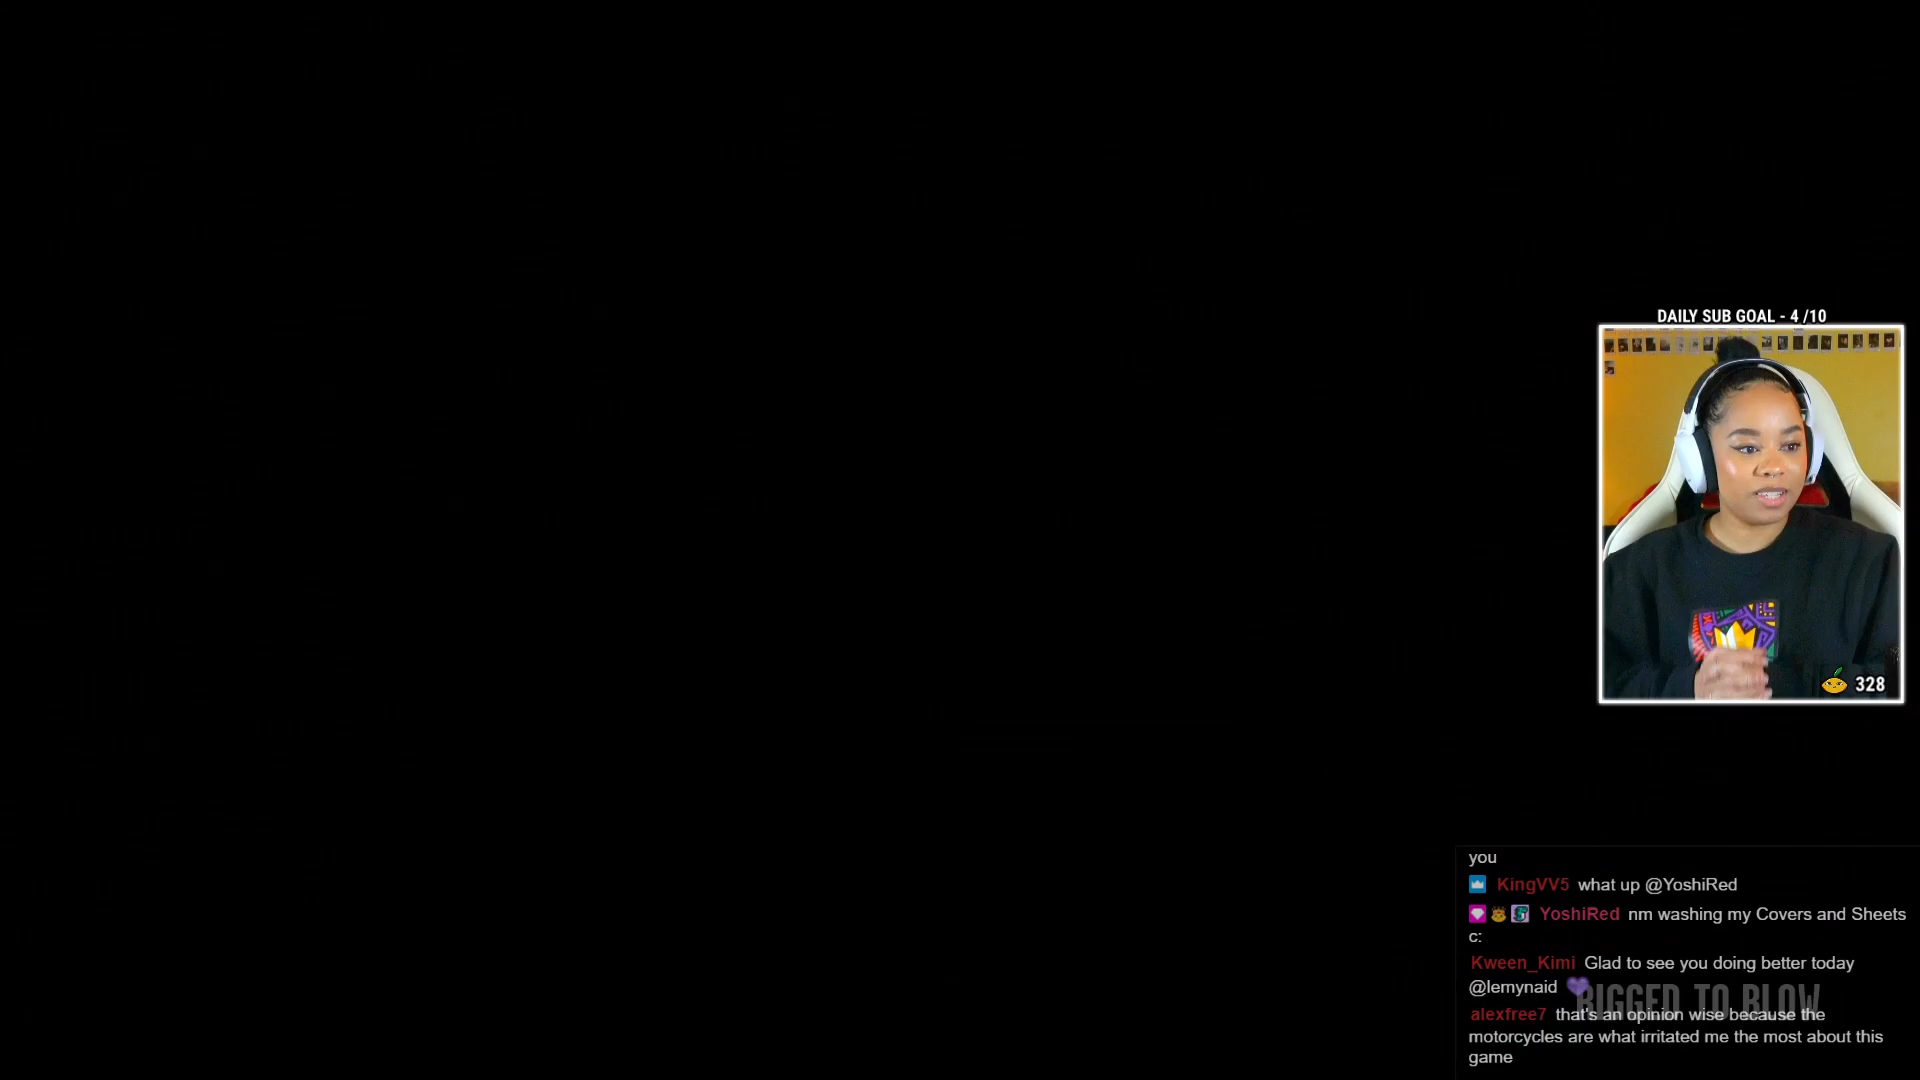 DAILY SUB GOAL - 4 /10
328
you
KingVV5 what up @YoshiRed
YoshiRed nm washing my Covers and Sheets
c:
Kween_Kimi Glad to see you doing better today
@lemynaid
RIGGED TO BLOW
alexfree7 that's an opinion wise because the
motorcycles are what irritated me the most about this
game